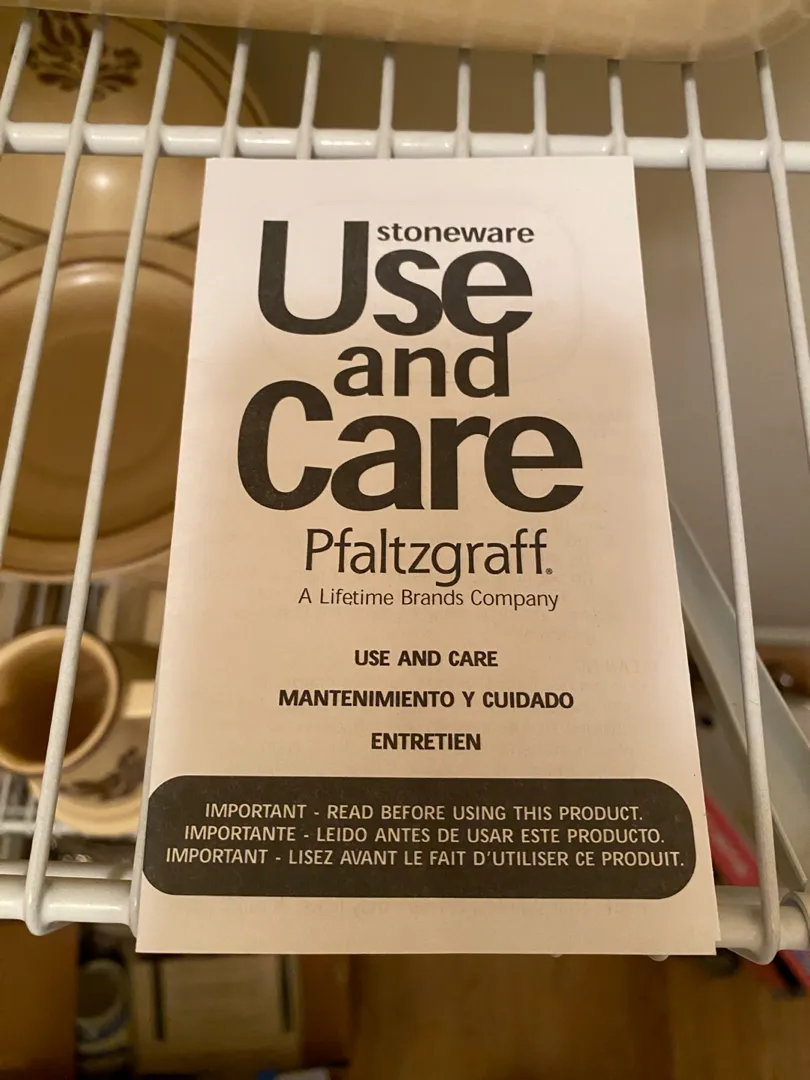 stoneware
Use
and
Care
Pfaltzgraff®
A Lifetime Brands Company
USE AND CARE
MANTENIMIENTO Y CUIDADO
ENTRETIEN
IMPORTANT - READ BEFORE USING THIS PRODUCT.
IMPORTANTE - LEIDO ANTES DE USAR ESTE PRODUCTO.
IMPORTANT - LISEZ AVANT LE FAIT D'UTILISER CE PRODUIT.